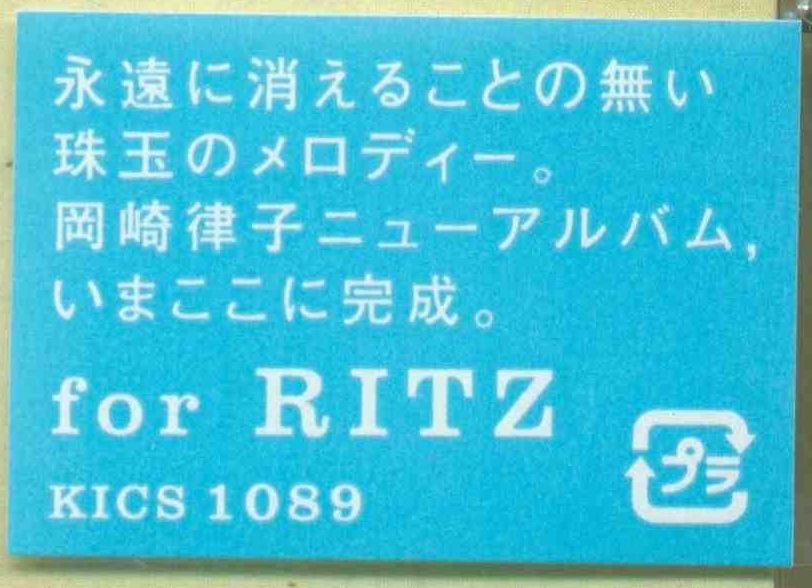 永遠に消えることの無い
珠玉のメロディー。
岡崎律子ニューアルバム,
いまここに完成。
for RITZ
KICS 1089
プラ